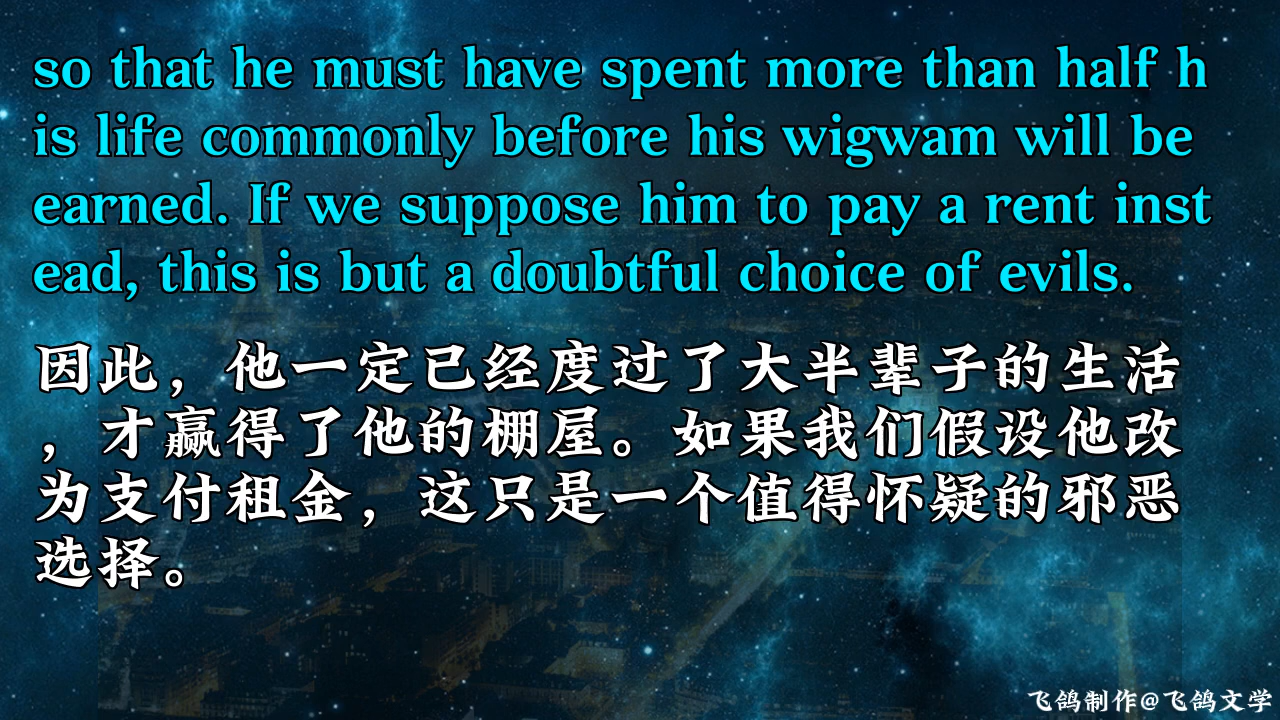 so that he must have spent more than half h
is life commonly before his wigwam will be
earned. If we suppose him to pay a rent inst
ead, this is but a doubtful choice of evils.
因此，他一定已经度过了大半辈子的生活
，才赢得了他的棚屋。如果我们假设他改
为支付租金，这只是一个值得怀疑的邪恶
选择。
飞鸽制作@飞鸽文学